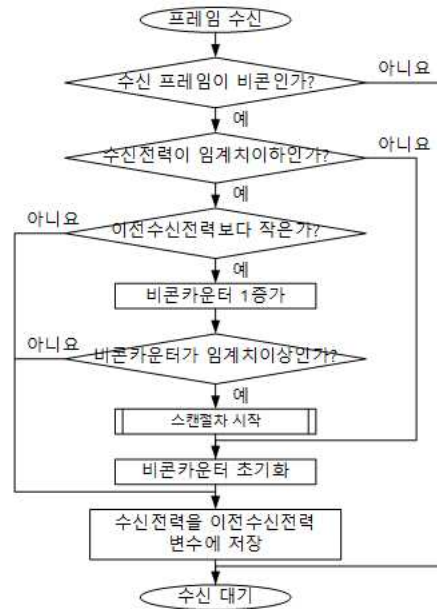 프레임 수신
수신 프레임이 비콘인가?
아니요
예
수신전력이 임계치이하인가?
아니요
예
아니요
이전수신전력보다 작은가?
예
비콘카운터 1증가
아니요
비콘카운터가 임계치이상인가?
예
스캔절차 시작
비콘카운터 초기화
수신전력을 이전수신전력
변수에 저장
수신 대기